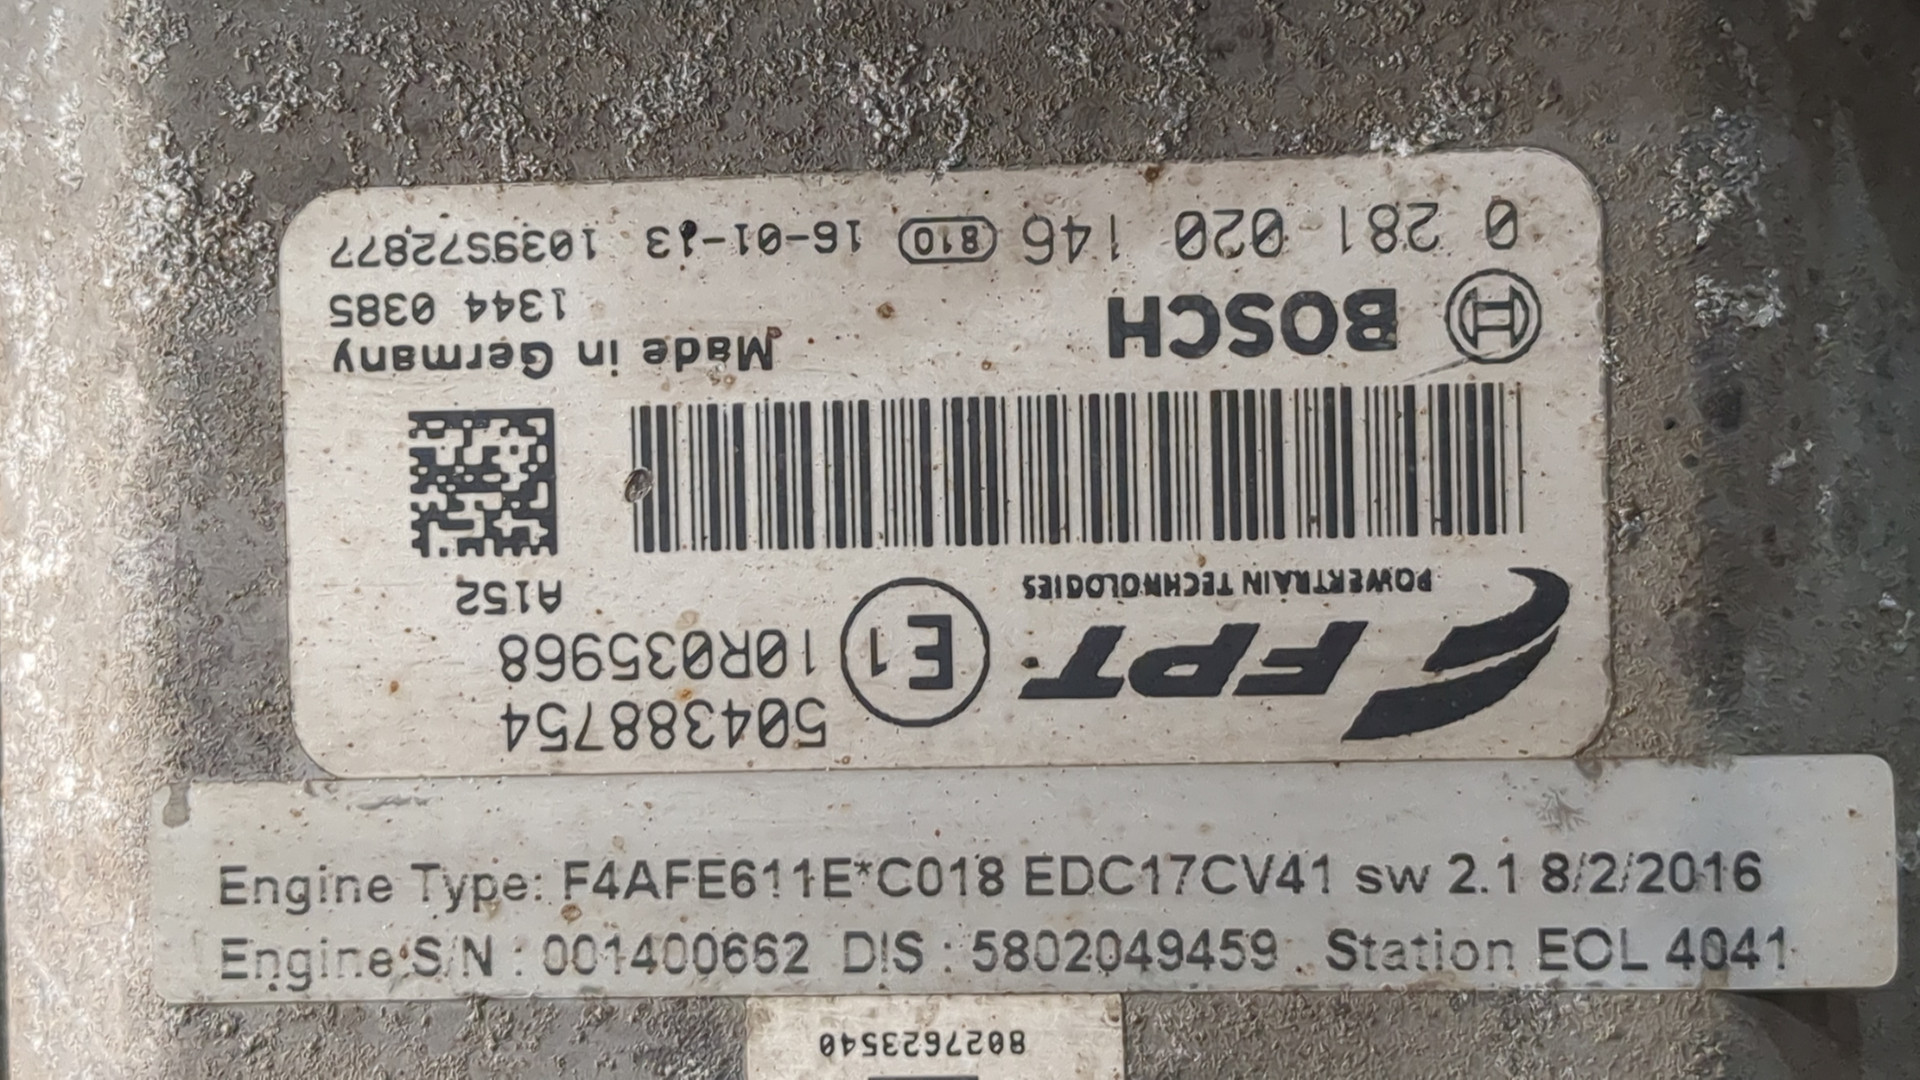 504388754
FPT E1 10R035968
POWERTRAIN TECHNOLOGIES A152
BOSCH Made in Germany
1344 0385
0 281 020 146 810 16-01-13 1039S72877
Engine Type: F4AFE611E*C018 EDC17CV41 sw 2.1 8/2/2016
Engine S/N : 001400662 DIS : 5802049459 Station EOL 4041
8027623540